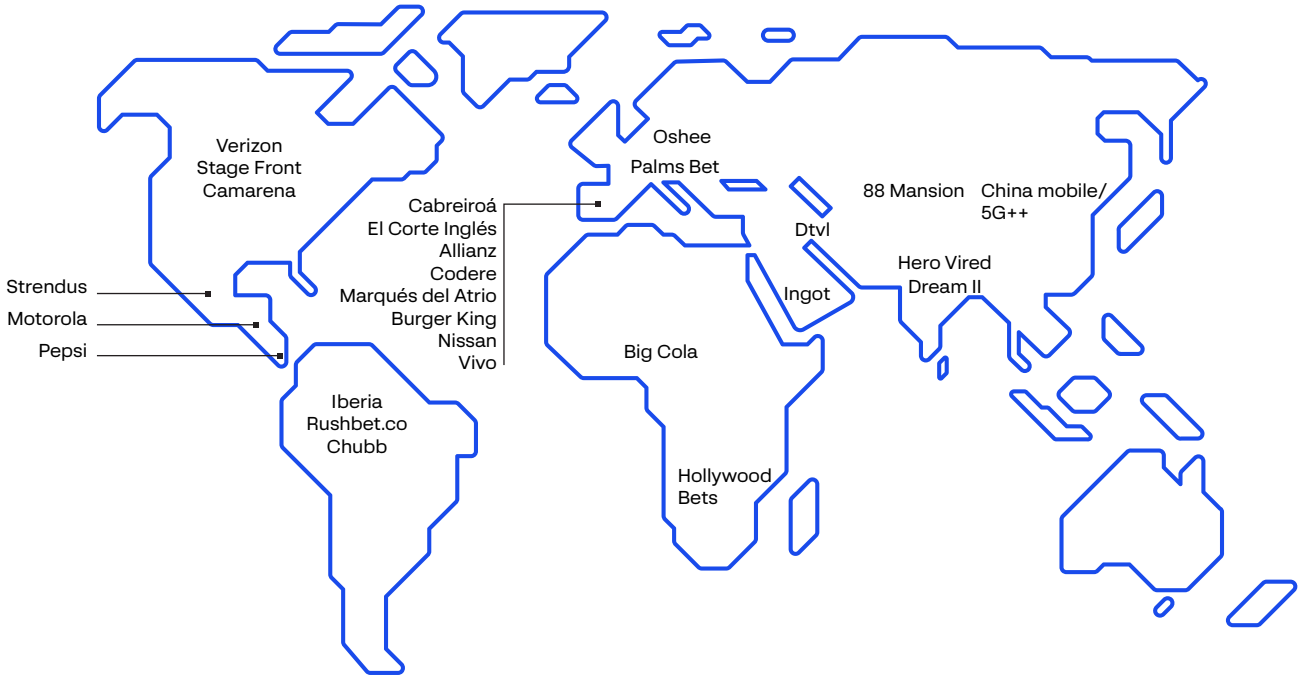 Verizon
Stage Front
Camarena
Strendus
Motorola
Pepsi
Iberia
Rushbet.co
Chubb
Cabreiroá
El Corte Inglés
Allianz
Codere
Marqués del Atrio
Burger King
Nissan
Vivo
Oshee
Palms Bet
Big Cola
Hollywood
Bets
Dtvl
Ingot
88 Mansion
China mobile/
5G++
Hero Vired
Dream II